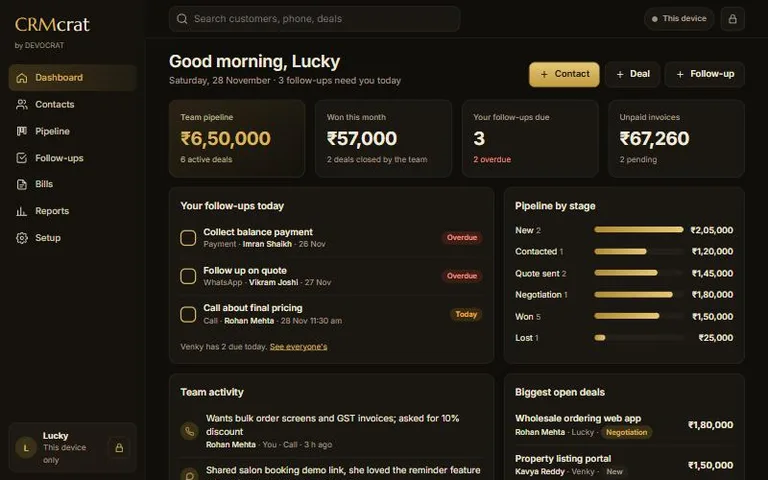 CRMcrat
by DEVOCRAT
Dashboard
Contacts
Pipeline
Follow-ups
Bills
Reports
Setup
L
Lucky
This device
only
Search customers, phone, deals
This device
Good morning, Lucky
Saturday, 28 November · 3 follow-ups need you today
+ Contact
+ Deal
+ Follow-up
Team pipeline
₹6,50,000
6 active deals
Won this month
₹57,000
2 deals closed by the team
Your follow-ups due
3
2 overdue
Unpaid invoices
₹67,260
2 pending
Your follow-ups today
Collect balance payment
Payment · Imran Shaikh · 26 Nov
Overdue
Follow up on quote
WhatsApp · Vikram Joshi · 27 Nov
Overdue
Call about final pricing
Call · Rohan Mehta · 28 Nov 11:30 am
Today
Venky has 2 due today. See everyone's
Pipeline by stage
New 2 ₹2,05,000
Contacted 1 ₹1,20,000
Quote sent 2 ₹1,45,000
Negotiation 1 ₹1,80,000
Won 5 ₹1,50,000
Lost 1 ₹25,000
Team activity
Wants bulk order screens and GST invoices; asked for 10%
discount
Rohan Mehta · You · Call · 3 h ago
Shared salon booking demo link, she loved the reminder feature
Biggest open deals
Wholesale ordering web app
Rohan Mehta · Lucky · Negotiation
₹1,80,000
Property listing portal
Kavya Reddy · Venky · New
₹1,50,000